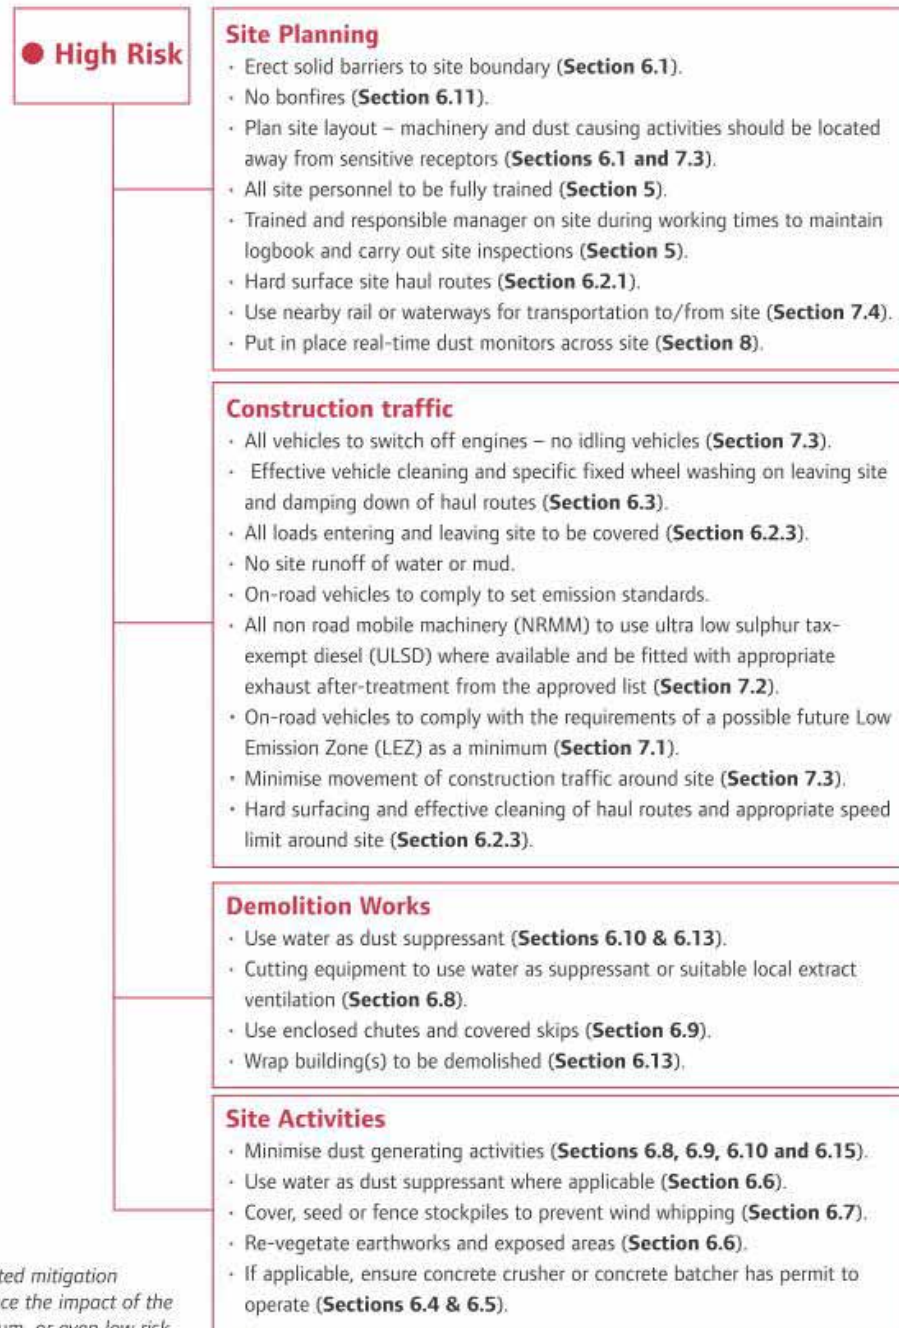 ● High Risk
Site Planning
· Erect solid barriers to site boundary (Section 6.1).
· No bonfires (Section 6.11).
· Plan site layout – machinery and dust causing activities should be located
away from sensitive receptors (Sections 6.1 and 7.3).
· All site personnel to be fully trained (Section 5).
· Trained and responsible manager on site during working times to maintain
logbook and carry out site inspections (Section 5).
· Hard surface site haul routes (Section 6.2.1).
· Use nearby rail or waterways for transportation to/from site (Section 7.4).
· Put in place real-time dust monitors across site (Section 8).
Construction traffic
· All vehicles to switch off engines – no idling vehicles (Section 7.3).
· Effective vehicle cleaning and specific fixed wheel washing on leaving site
and damping down of haul routes (Section 6.3).
· All loads entering and leaving site to be covered (Section 6.2.3).
· No site runoff of water or mud.
· On-road vehicles to comply to set emission standards.
· All non road mobile machinery (NRMM) to use ultra low sulphur tax-
exempt diesel (ULSD) where available and be fitted with appropriate
exhaust after-treatment from the approved list (Section 7.2).
· On-road vehicles to comply with the requirements of a possible future Low
Emission Zone (LEZ) as a minimum (Section 7.1).
· Minimise movement of construction traffic around site (Section 7.3).
· Hard surfacing and effective cleaning of haul routes and appropriate speed
limit around site (Section 6.2.3).
Demolition Works
· Use water as dust suppressant (Sections 6.10 & 6.13).
· Cutting equipment to use water as suppressant or suitable local extract
ventilation (Section 6.8).
· Use enclosed chutes and covered skips (Section 6.9).
· Wrap building(s) to be demolished (Section 6.13).
Site Activities
· Minimise dust generating activities (Sections 6.8, 6.9, 6.10 and 6.15).
· Use water as dust suppressant where applicable (Section 6.6).
· Cover, seed or fence stockpiles to prevent wind whipping (Section 6.7).
· Re-vegetate earthworks and exposed areas (Section 6.6).
· If applicable, ensure concrete crusher or concrete batcher has permit to
operate (Sections 6.4 & 6.5).
ted mitigation
ce the impact of the
um, or even low risk